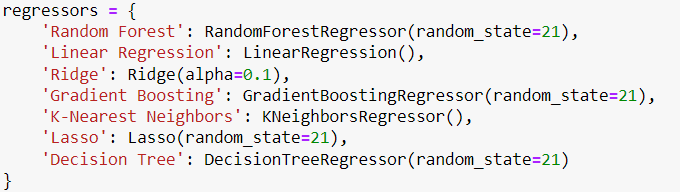 regressors = {
    'Random Forest': RandomForestRegressor(random_state=21),
    'Linear Regression': LinearRegression(),
    'Ridge': Ridge(alpha=0.1),
    'Gradient Boosting': GradientBoostingRegressor(random_state=21),
    'K-Nearest Neighbors': KNeighborsRegressor(),
    'Lasso': Lasso(random_state=21),
    'Decision Tree': DecisionTreeRegressor(random_state=21)
}